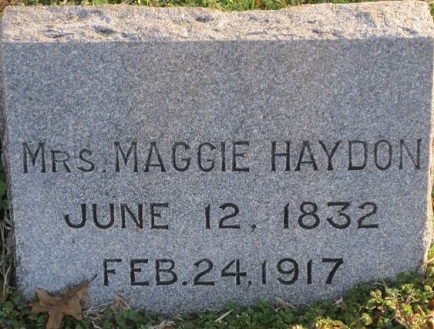 Mrs. MAGGIE HAYDON
JUNE 12, 1832
FEB. 24, 1917